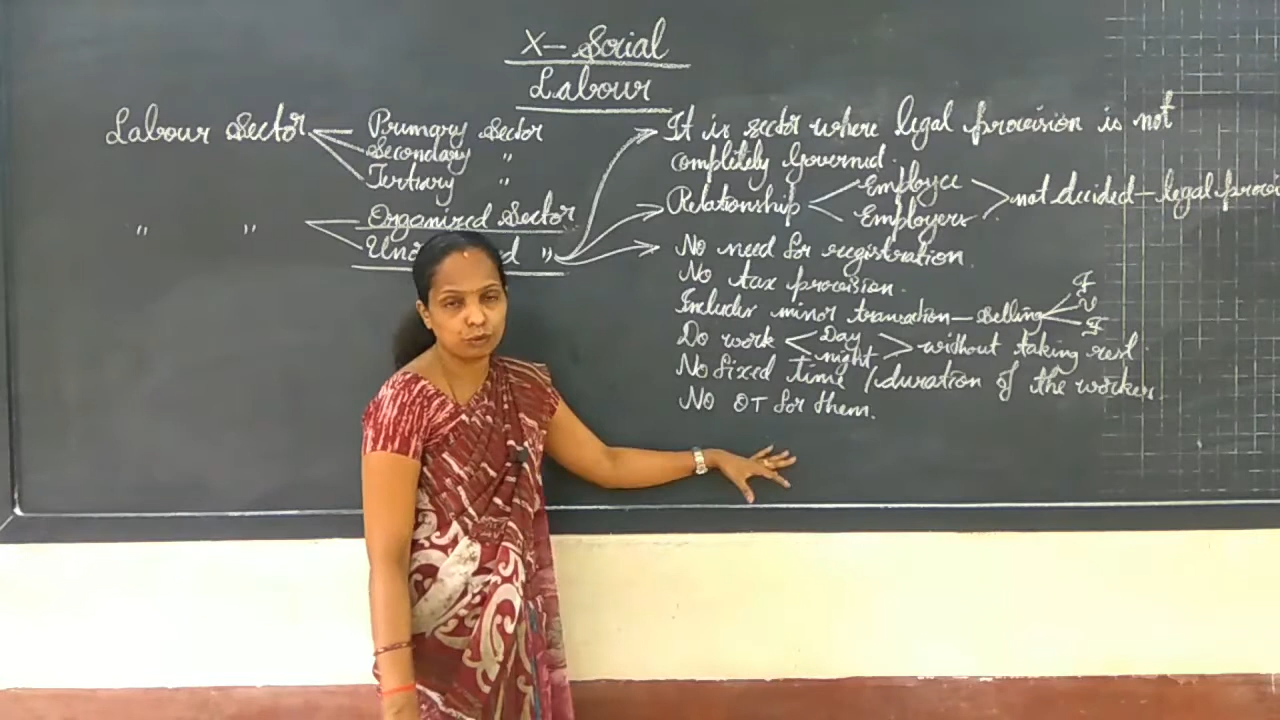 X - Social
Labour
Labour Sector
Primary Sector
Secondary "
Tertiary "
" "
Organized Sector
"
It is sector where legal provision is not
completely Governed.
Relationship
Employee
Employers
not decided - legal
No need for registration.
No tax provision.
Includes minor transaction - selling
F
V
F
Do work
Day
night
without taking rest.
No fixed time / duration of the worker
No OT for them.